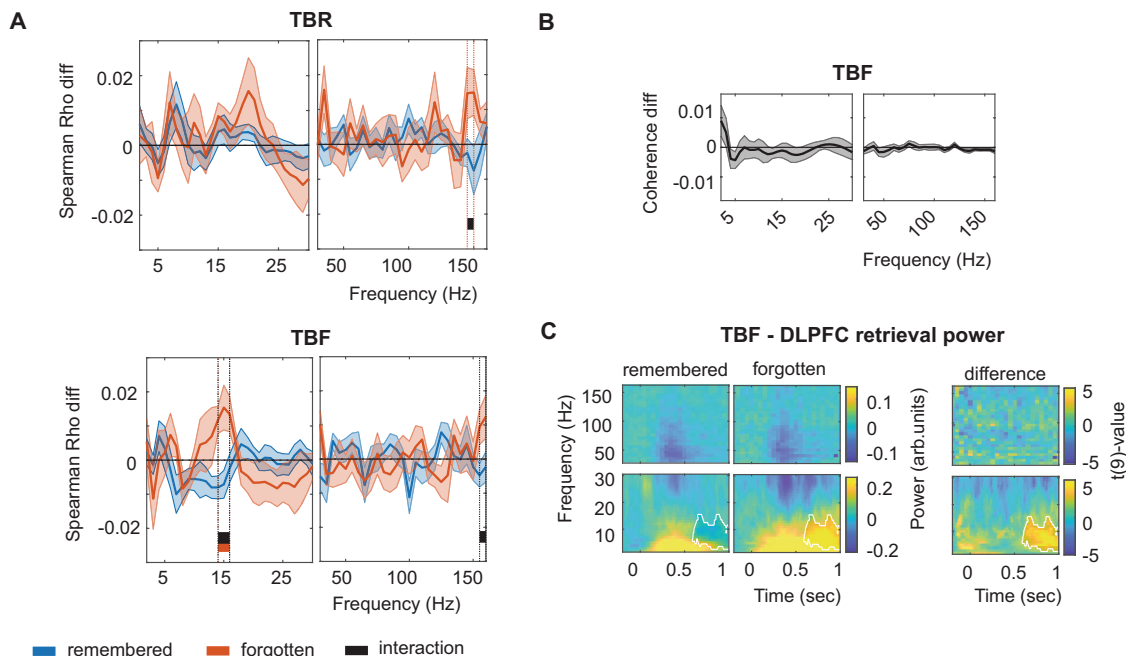 A
TBR
Spearman Rho diff
0.02
0
-0.02
5
15
25
50
100
150
Frequency (Hz)
TBF
Spearman Rho diff
0.02
0
-0.02
5
15
25
50
100
150
Frequency (Hz)
remembered
forgotten
interaction
B
TBF
Coherence diff
0.01
0
-0.01
5
15
25
50
100
150
Frequency (Hz)
C
TBF - DLPFC retrieval power
remembered
forgotten
difference
Frequency (Hz)
150
100
50
30
20
10
0
0.5
1
0
0.5
1
Time (sec)
0.1
0
-0.1
0.2
0
-0.2
Power (arb.units)
0
0.5
1
Time (sec)
5
0
-5
5
0
-5
t(9)-value